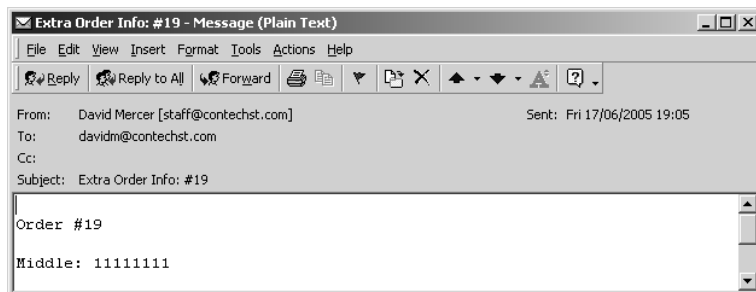 Extra Order Info: #19 - Message (Plain Text)
File Edit View Insert Format Tools Actions Help
Reply Reply to All Forward
From: David Mercer [staff@contechst.com] Sent: Fri 17/06/2005 19:05
To: davidm@contechst.com
Cc:
Subject: Extra Order Info: #19
Order #19
Middle: 11111111